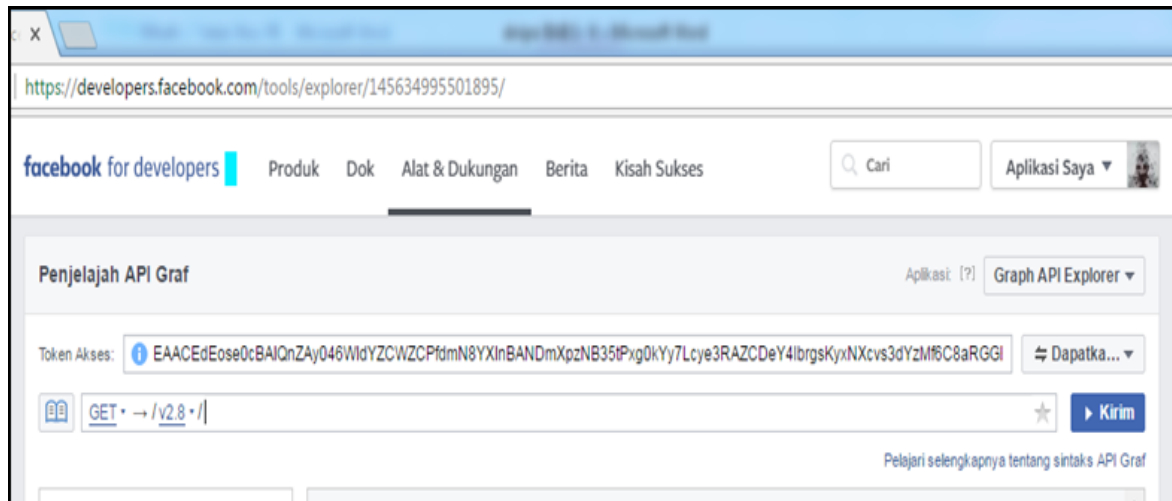 X
https://developers.facebook.com/tools/explorer/145634995501895/
facebook for developers Produk Dok Alat & Dukungan Berita Kisah Sukses Cari Aplikasi Saya
Penjelajah API Graf Aplikasi: [?] Graph API Explorer
Token Akses: Dapatka...
GET → / v2.8 / Kirim
Pelajari selengkapnya tentang sintaks API Graf